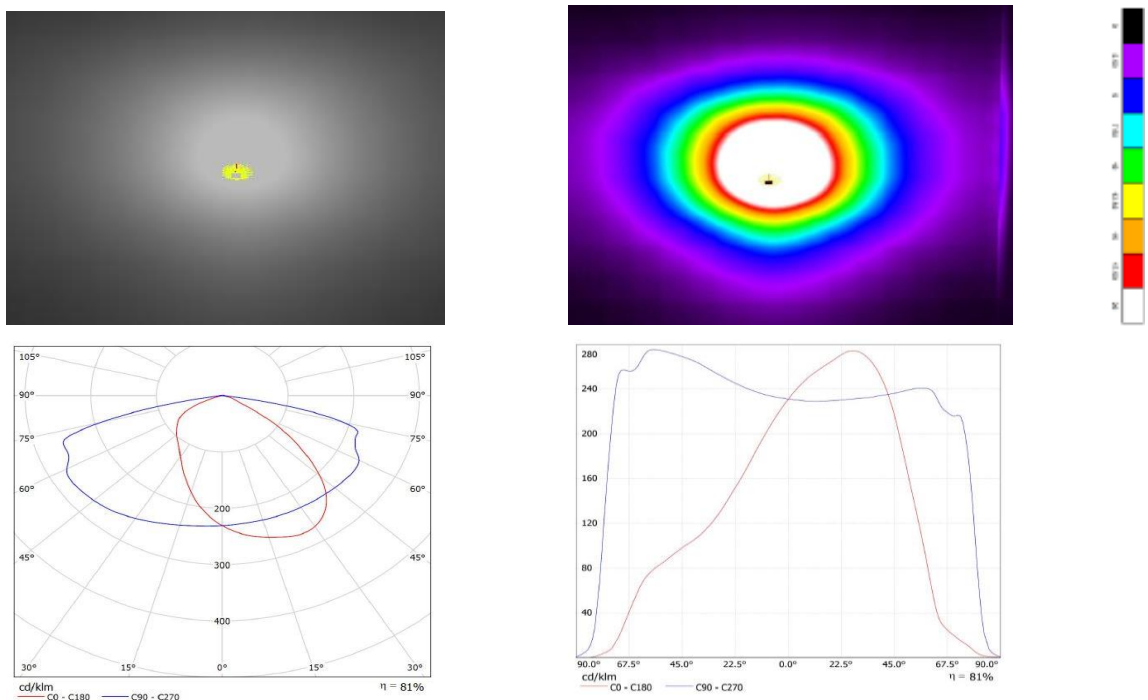 105° 105°
90° 90°
75° 75°
60° 60°
45° 45°
200
300
400
30° 15° 0° 15° 30°
cd/klm η = 81%
C0 - C180 C90 - C270
280
240
200
160
120
80
40
90.0° 67.5° 45.0° 22.5° 0.0° 22.5° 45.0° 67.5° 90.0°
cd/klm η = 81%
C0 - C180 C90 - C270